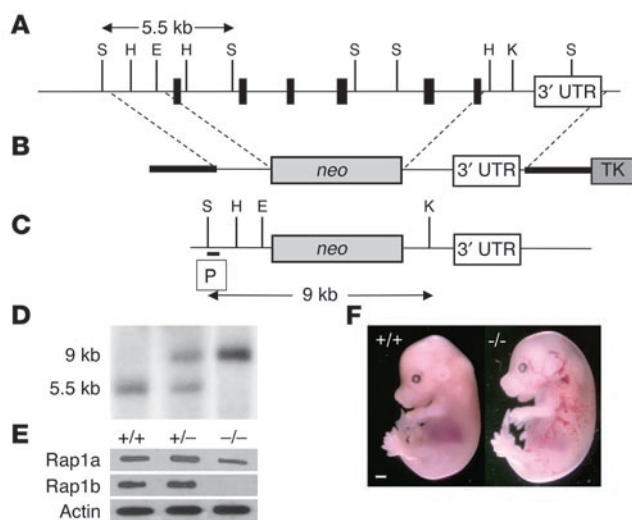 A
5.5 kb
S H E H S S S H K S
3′ UTR
B
neo 3′ UTR TK
C
S H E K
neo 3′ UTR
P
9 kb
D
9 kb
5.5 kb
E
+/+ +/− −/−
Rap1a
Rap1b
Actin
F
+/+ -/-